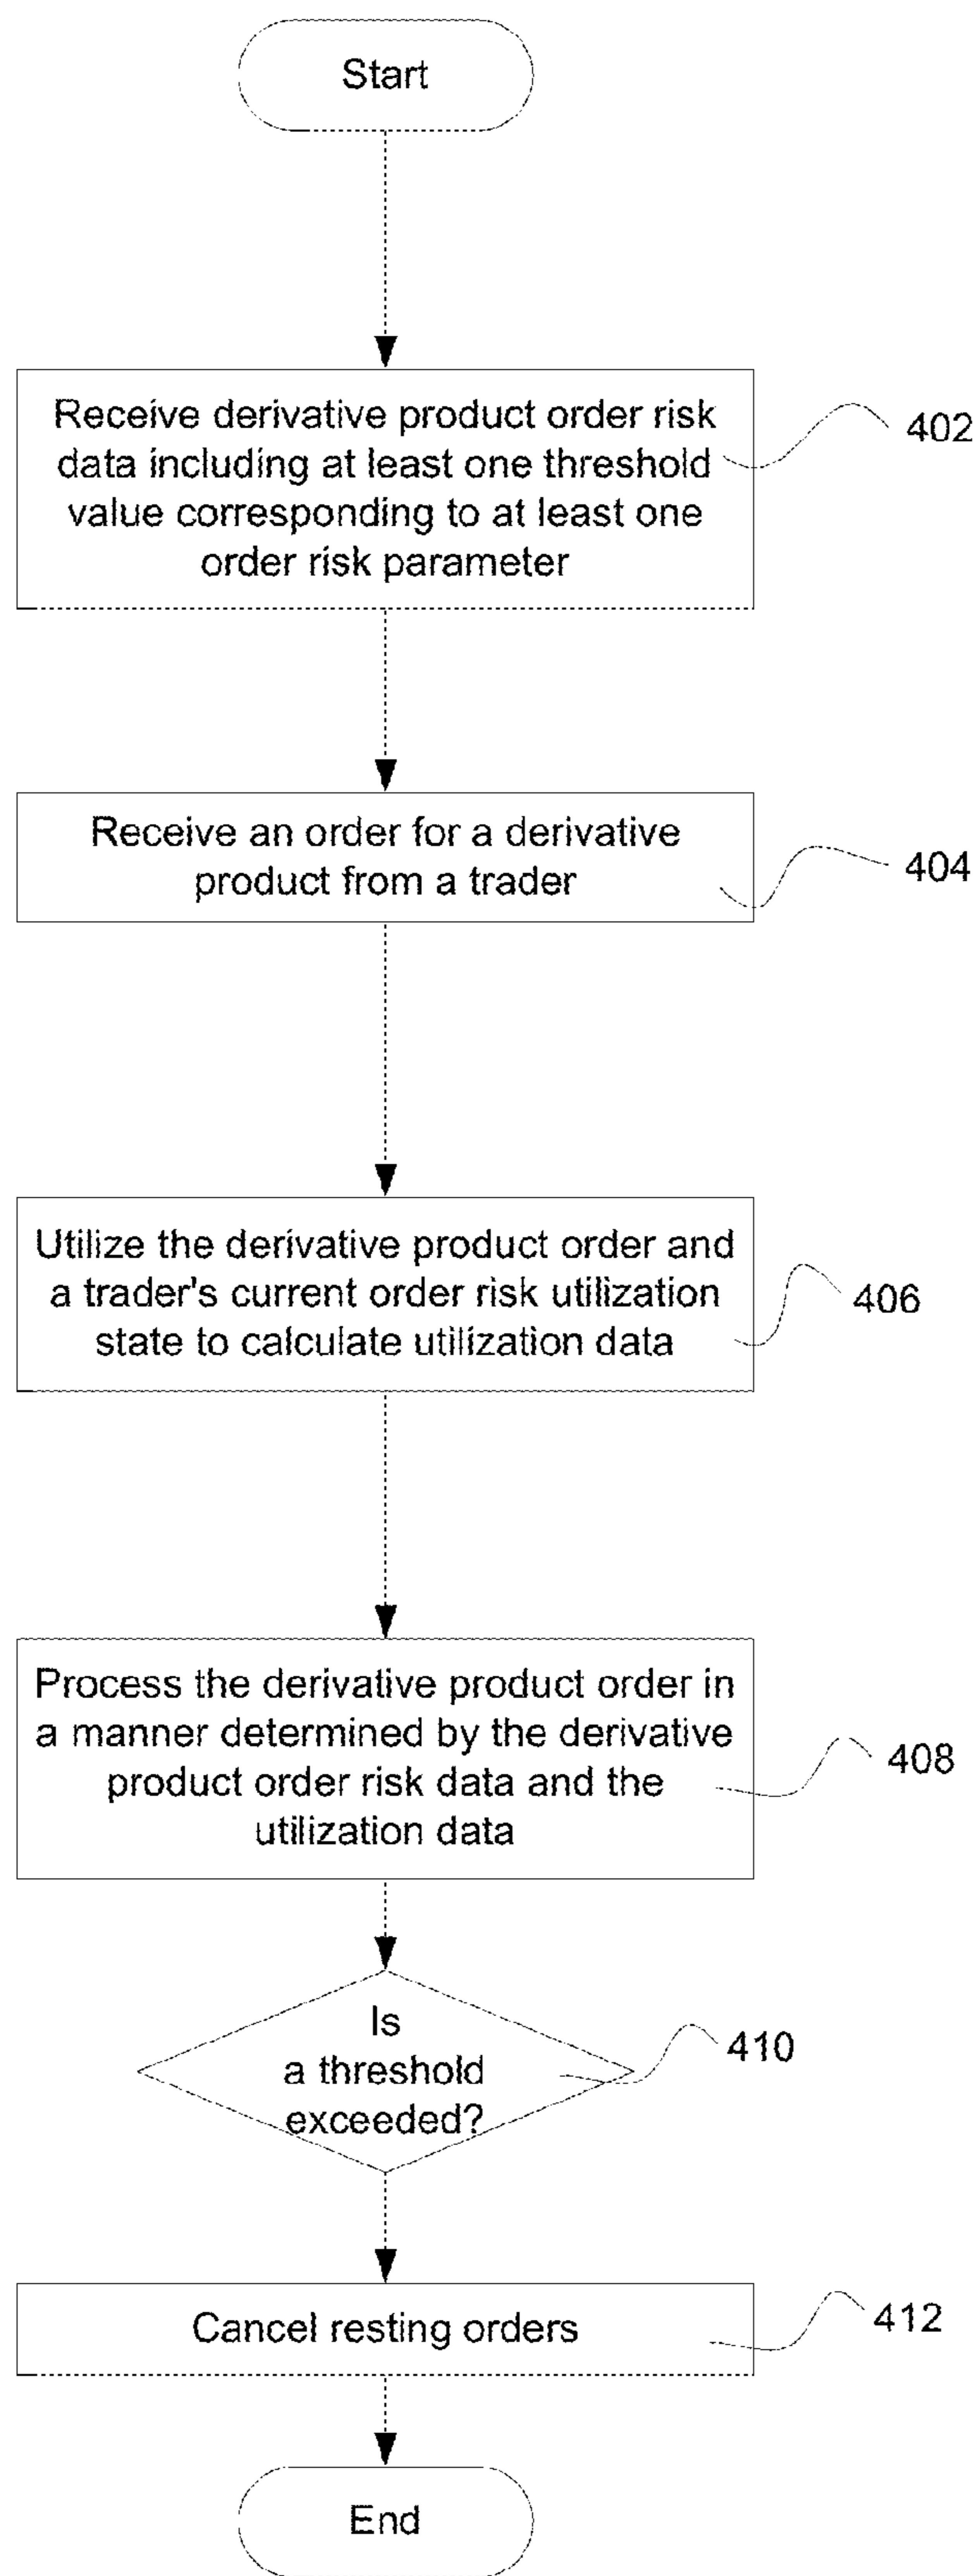 Start
Receive derivative product order risk
data including at least one threshold
value corresponding to at least one
order risk parameter
402
Receive an order for a derivative
product from a trader
404
Utilize the derivative product order and
a trader's current order risk utilization
state to calculate utilization data
406
Process the derivative product order in
a manner determined by the derivative
product order risk data and the
utilization data
408
Is
a threshold
exceeded?
410
Cancel resting orders
412
End